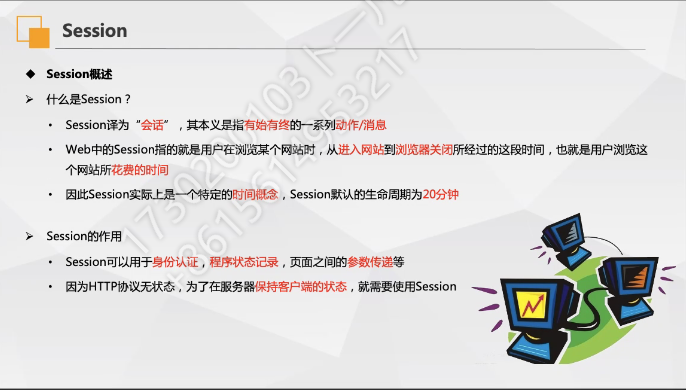 Session
Session概述
什么是Session？
Session译为“会话”，其本义是指有始有终的一系列动作/消息
Web中的Session指的就是用户在浏览某个网站时，从进入网站到浏览器关闭所经过的这段时间，也就是用户浏览这
个网站所花费的时间
因此Session实际上是一个特定的时间概念，Session默认的生命周期为20分钟
Session的作用
Session可以用于身份认证，程序状态记录，页面之间的参数传递等
因为HTTP协议无状态，为了在服务器保持客户端的状态，就需要使用Session